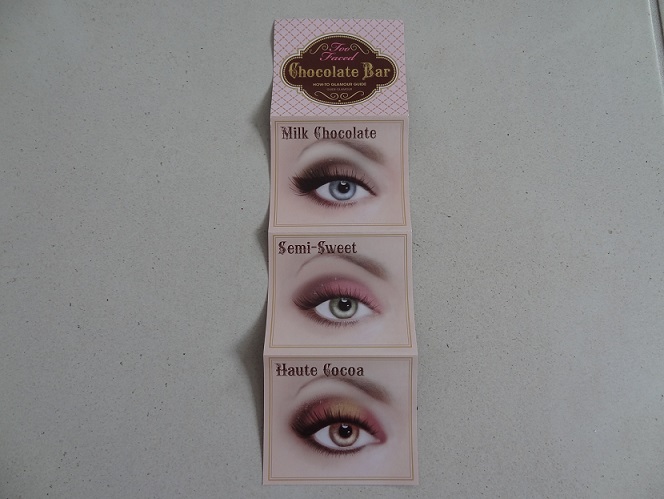 Too
Faced
Chocolate Bar
HOW-TO GLAMOUR GUIDE
Milk Chocolate
Semi-Sweet
Haute Cocoa